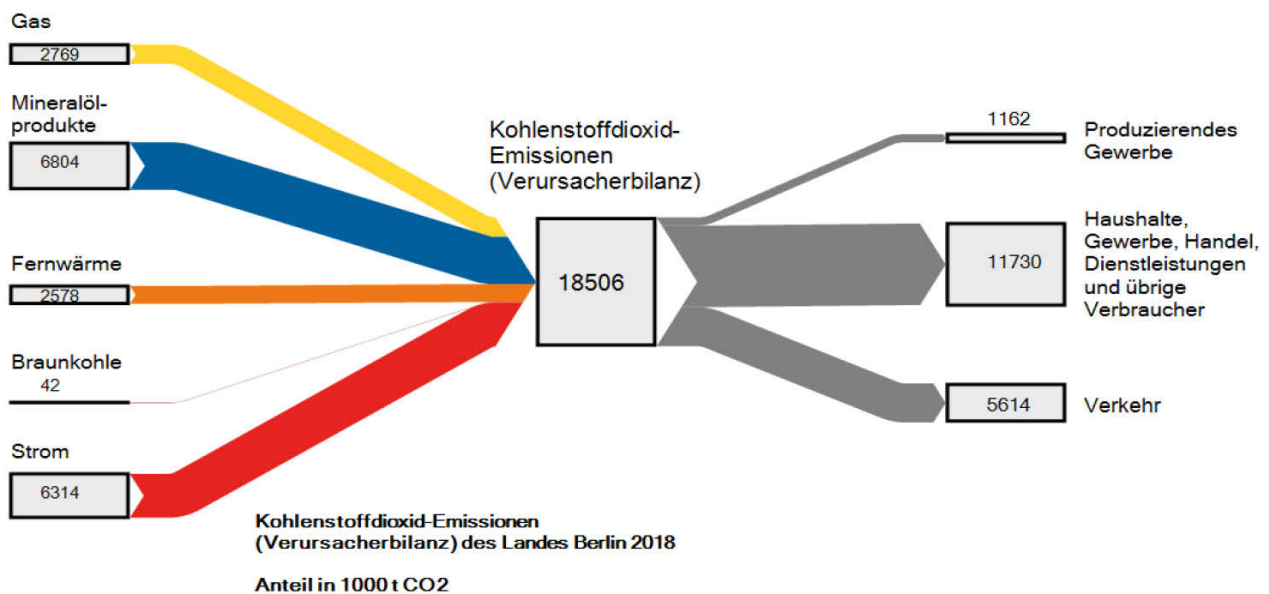 Gas
2769
Mineralöl-
produkte
6804
Fernwärme
2578
Braunkohle
42
Strom
6314
Kohlenstoffdioxid-
Emissionen
(Verursacherbilanz)
18506
1162
Produzierendes
Gewerbe
11730
Haushalte,
Gewerbe, Handel,
Dienstleistungen
und übrige
Verbraucher
5614
Verkehr
Kohlenstoffdioxid-Emissionen
(Verursacherbilanz) des Landes Berlin 2018
Anteil in 1000 t CO2